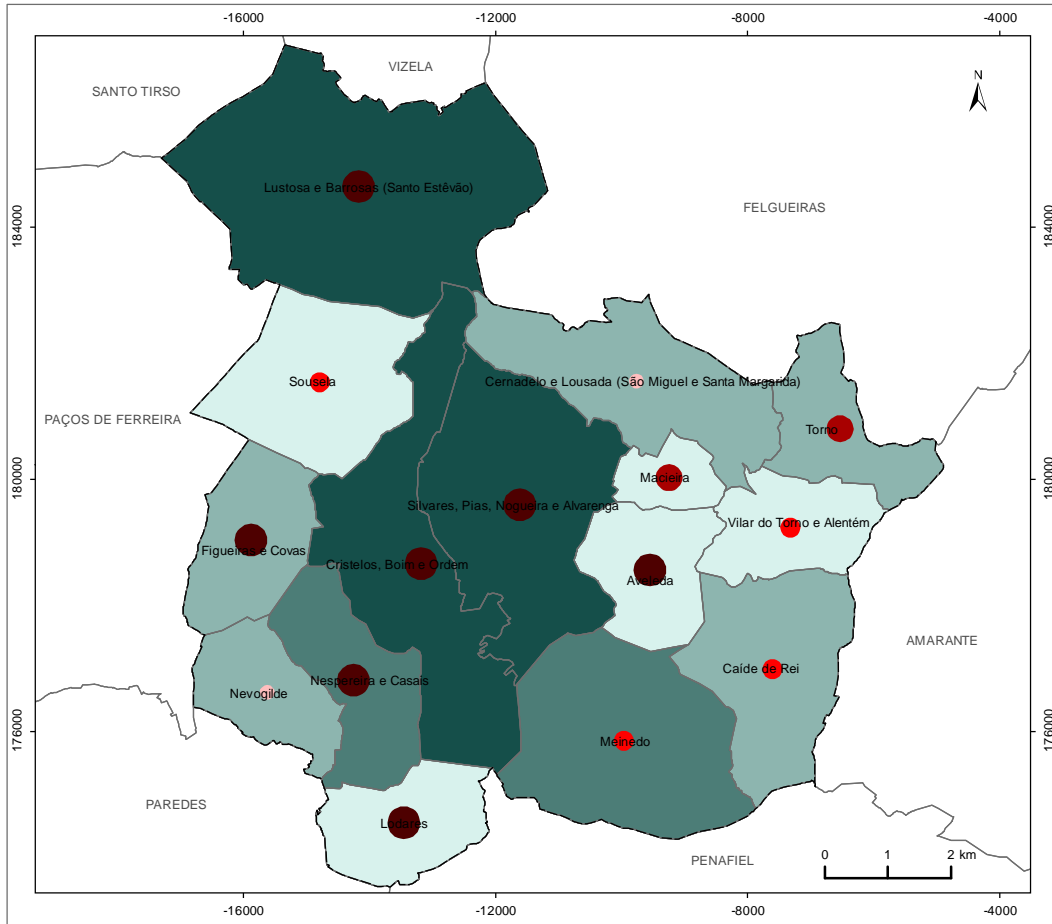 -16000
-12000
-8000
-4000
VIZELA
SANTO TIRSO
N
Lustosa e Barrosas (Santo Estêvão)
FELGUEIRAS
184000
184000
Sousela
Cernadelo e Lousada (São Miguel e Santa Margarida)
PAÇOS DE FERREIRA
Torno
Macieira
180000
180000
Silvares, Pias, Nogueira e Alvarenga
Vilar do Torno e Alentém
Figueiras e Covas
Cristelos, Boim e Ordem
Aveleda
AMARANTE
Caíde de Rei
Nespereira e Casais
Nevogilde
Meinedo
176000
176000
PAREDES
Lodares
PENAFIEL
0
1
2 km
-16000
-12000
-8000
-4000